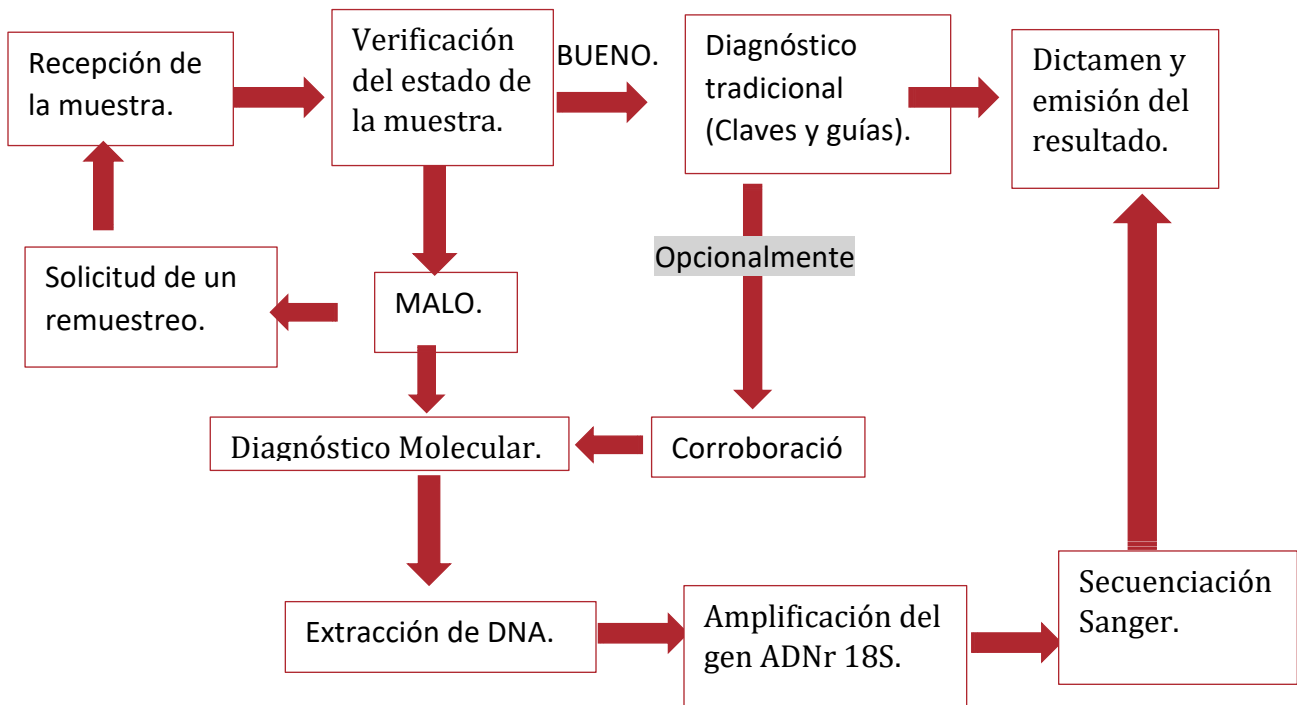 Recepción de
la muestra.
Verificación
del estado de
la muestra.
BUENO.
Diagnóstico
tradicional
(Claves y guías).
Dictamen y
emisión del
resultado.
Opcionalmente
Solicitud de un
remuestreo.
MALO.
Diagnóstico Molecular.
Corroboració
Extracción de DNA.
Amplificación del
gen ADNr 18S.
Secuenciación
Sanger.